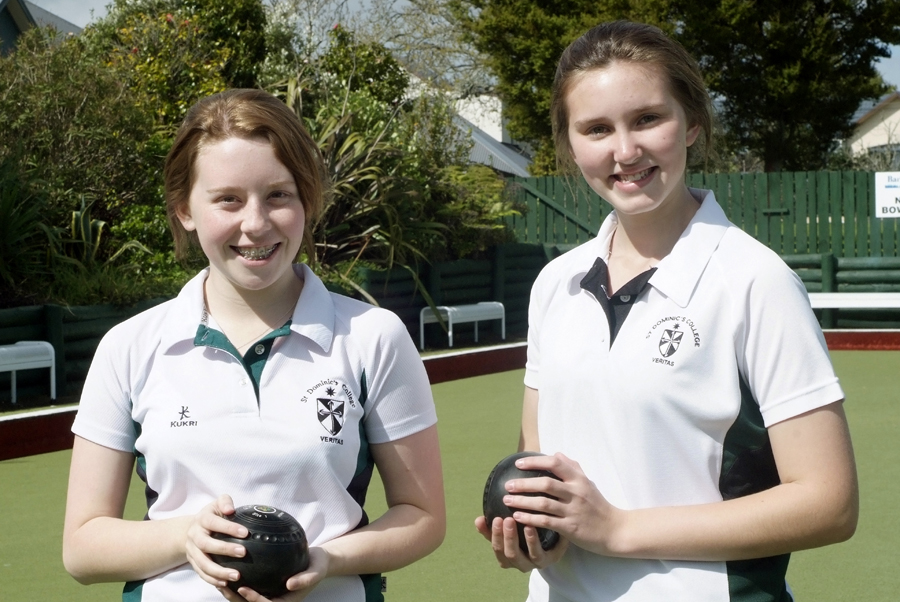 KUKRI
St Dominic's College
VERITAS
ST DOMINIC'S COLLEGE
VERITAS